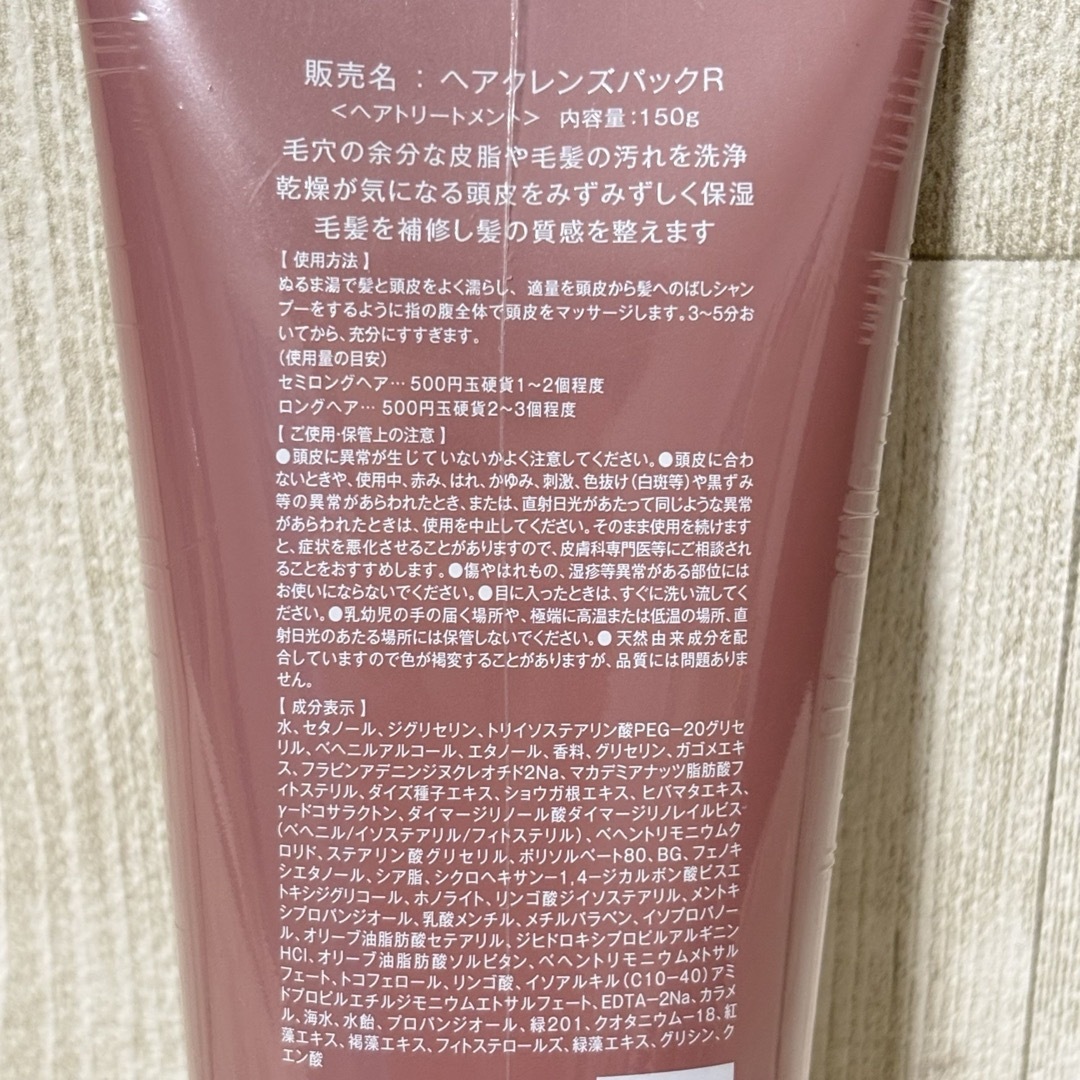 販売名 : ヘアクレンズパックR
<ヘアトリートメント> 内容量:150g
毛穴の余分な皮脂や毛髪の汚れを洗浄
乾燥が気になる頭皮をみずみずしく保湿
毛髪を補修し髪の質感を整えます
【 使用方法 】
ぬるま湯で髪と頭皮をよく濡らし、適量を頭皮から髪へのばしシャン
プーをするように指の腹全体で頭皮をマッサージします。3~5分お
いてから、充分にすすぎます。
(使用量の目安)
セミロングヘア… 500円玉硬貨1~2個程度
ロングヘア… 500円玉硬貨2~3個程度
【 ご使用・保管上の注意 】
●頭皮に異常が生じていないかよく注意してください。●頭皮に合わ
ないときや、使用中、赤み、はれ、かゆみ、刺激、色抜け(白斑等)や黒ずみ
等の異常があらわれたとき、または、直射日光があたって同じような異常
があらわれたときは、使用を中止してください。そのまま使用を続けます
と、症状を悪化させることがありますので、皮膚科専門医等にご相談され
ることをおすすめします。●傷やはれもの、湿疹等異常がある部位には
お使いにならないでください。●目に入ったときは、すぐに洗い流してく
ださい。●乳幼児の手の届く場所や、極端に高温または低温の場所、直
射日光のあたる場所には保管しないでください。● 天然由来成分を配
合していますので色が褐変することがありますが、品質には問題ありま
せん。
【 成分表示 】
水、セタノール、ジグリセリン、トリイソステアリン酸PEG-20グリセ
リル、ベヘニルアルコール、エタノール、香料、グリセリン、ガゴメエキ
ス、フラビンアデニンジヌクレオチド2Na、マカデミアナッツ脂肪酸フ
ィトステリル、ダイズ種子エキス、ショウガ根エキス、ヒバマタエキス、
γ-ドコサラクトン、ダイマージリノール酸ダイマージリノレイルビス
(ベヘニル/イソステアリル/フィトステリル)、ベヘントリモニウムク
ロリド、ステアリン酸グリセリル、ポリソルベート80、BG、フェノキ
シエタノール、シア脂、シクロヘキサン-1,4-ジカルボン酸ビスエ
トキシジグリコール、ホノライト、リンゴ酸ジイソステアリル、メントキ
シプロパンジオール、乳酸メンチル、メチルパラベン、イソプロパノー
ル、オリーブ油脂肪酸セテアリル、ジヒドロキシプロピルアルギニン
HCl、オリーブ油脂肪酸ソルビタン、ベヘントリモニウムメトサル
フェート、トコフェロール、リンゴ酸、イソアルキル(C10-40)アミ
ドプロピルエチルジモニウムエトサルフェート、EDTA-2Na、カラメ
ル、海水、水飴、プロパンジオール、緑201、クオタニウム-18、紅
藻エキス、褐藻エキス、フィトステロールズ、緑藻エキス、グリシン、ク
エン酸